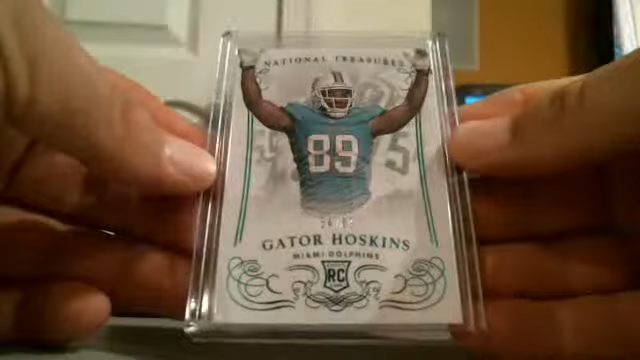 NATIONAL TREASURES
89
GATOR HOSKINS
MIAMI DOLPHINS
RC